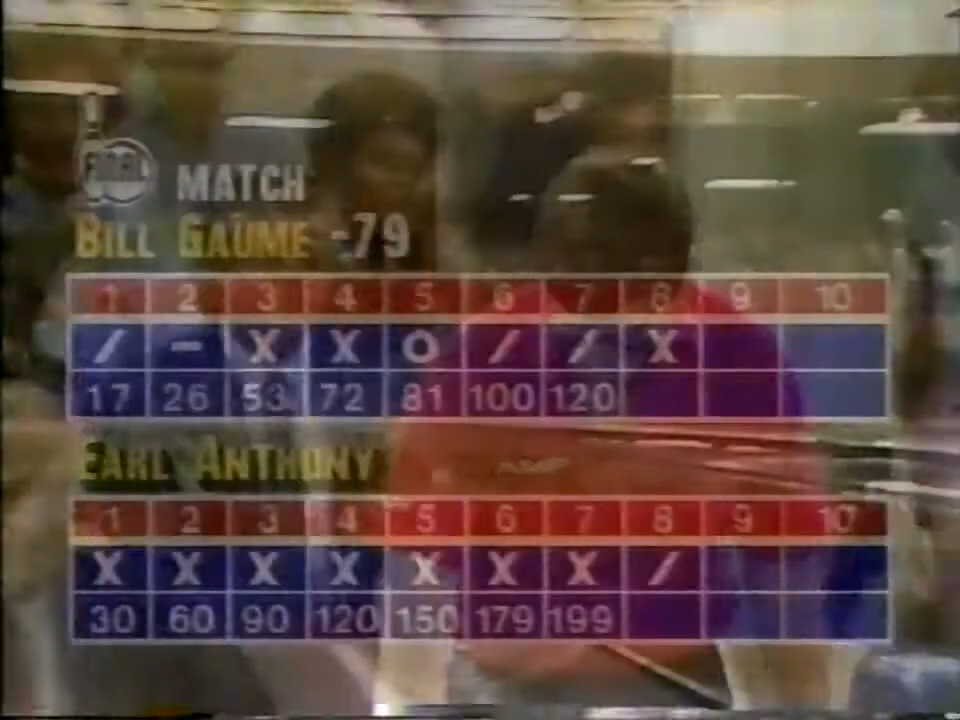 FINAL MATCH
BILL GAUME -79
1 2 3 4 5 6 7 8 9 10
/ - X X O / / X
17 26 53 72 81 100 120
EARL ANTHONY
1 2 3 4 5 6 7 8 9 10
X X X X X X X /
30 60 90 120 150 179 199